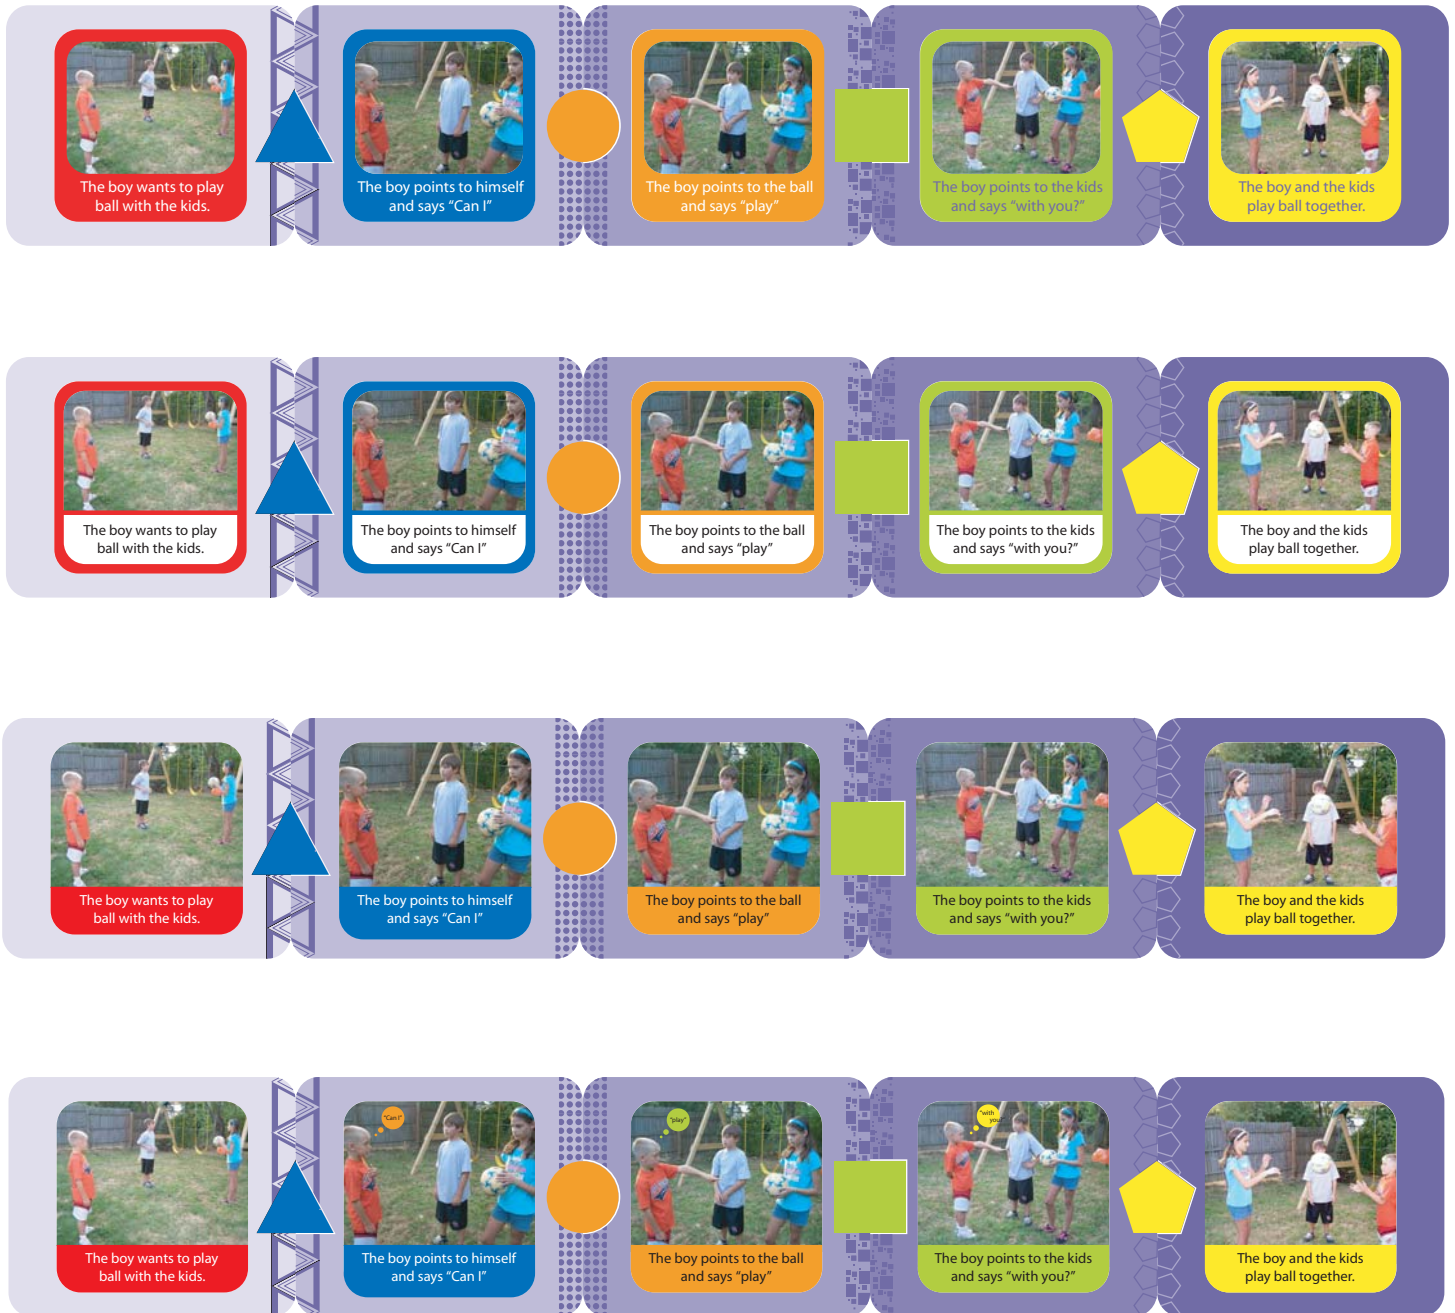 The boy wants to play
ball with the kids.
The boy points to himself
and says “Can I”
The boy points to the ball
and says “play”
The boy points to the kids
and says “with you?”
The boy and the kids
play ball together.
The boy wants to play
ball with the kids.
The boy points to himself
and says “Can I”
The boy points to the ball
and says “play”
The boy points to the kids
and says “with you?”
The boy and the kids
play ball together.
The boy wants to play
ball with the kids.
The boy points to himself
and says “Can I”
The boy points to the ball
and says “play”
The boy points to the kids
and says “with you?”
The boy and the kids
play ball together.
“Can I”
“play”
“with
you
The boy wants to play
ball with the kids.
The boy points to himself
and says “Can I”
The boy points to the ball
and says “play”
The boy points to the kids
and says “with you?”
The boy and the kids
play ball together.